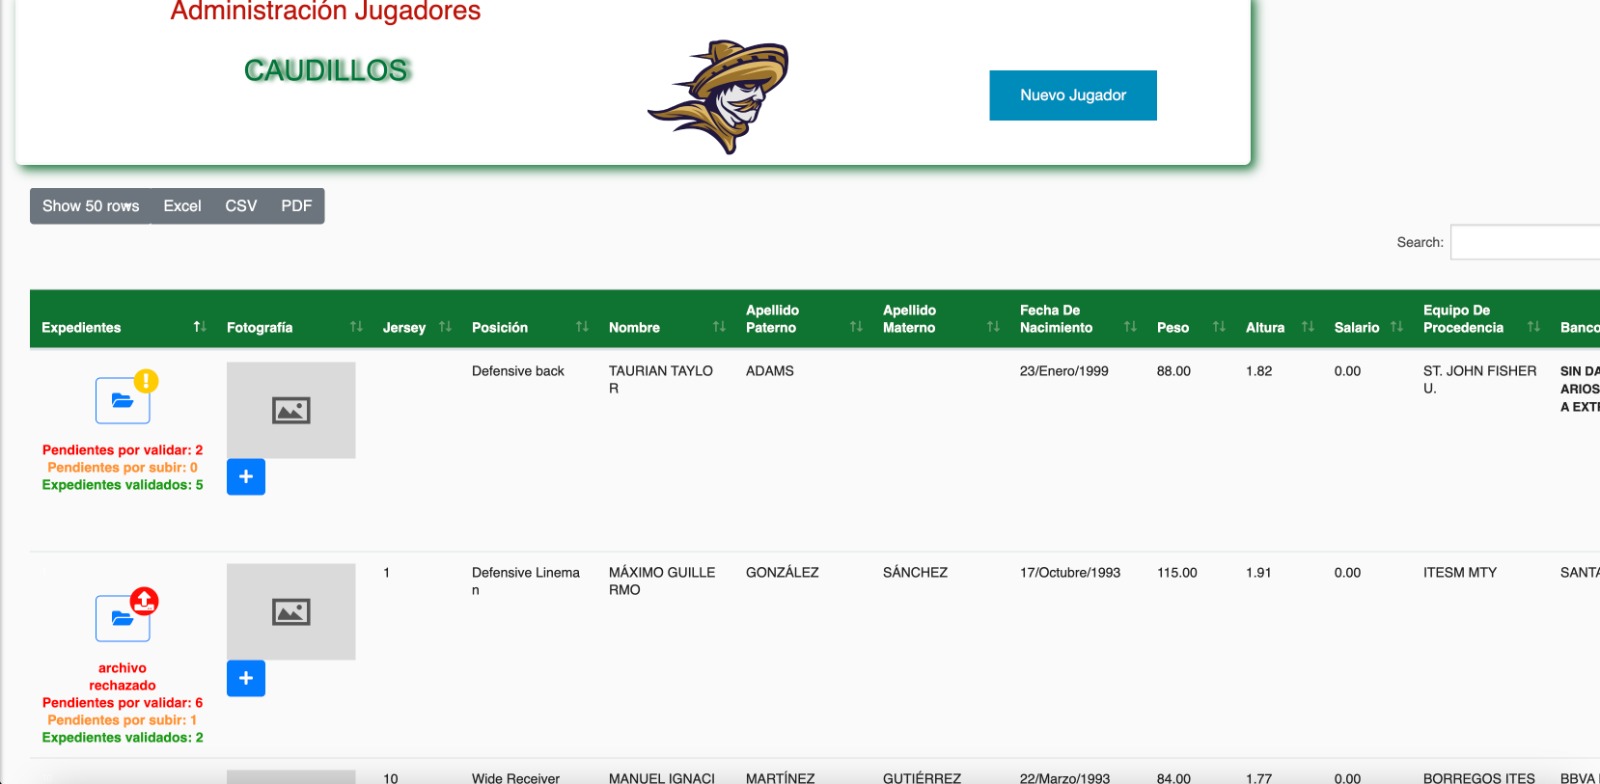 Administración Jugadores
CAUDILLOS
Nuevo Jugador
Show 50 rows Excel CSV PDF
Search:
Expedientes Fotografía Jersey Posición Nombre Apellido Paterno Apellido Materno Fecha De Nacimiento Peso Altura Salario Equipo De Procedencia Banco
Defensive back TAURIAN TAYLO ADAMS 23/Enero/1999 88.00 1.82 0.00 ST. JOHN FISHER SIN DA
R U. ARIOS
A EXT
Pendientes por validar: 2
Pendientes por subir: 0
Expedientes validados: 5
1 Defensive Linema MÁXIMO GUILLE GONZÁLEZ SÁNCHEZ 17/Octubre/1993 115.00 1.91 0.00 ITESM MTY SANTA
n RMO
archivo
rechazado
Pendientes por validar: 6
Pendientes por subir: 1
Expedientes validados: 2
10 Wide Receiver MANUEL IGNACI MARTÍNEZ GUTIÉRREZ 22/Marzo/1993 84.00 1.77 0.00 BORREGOS ITES BBVA